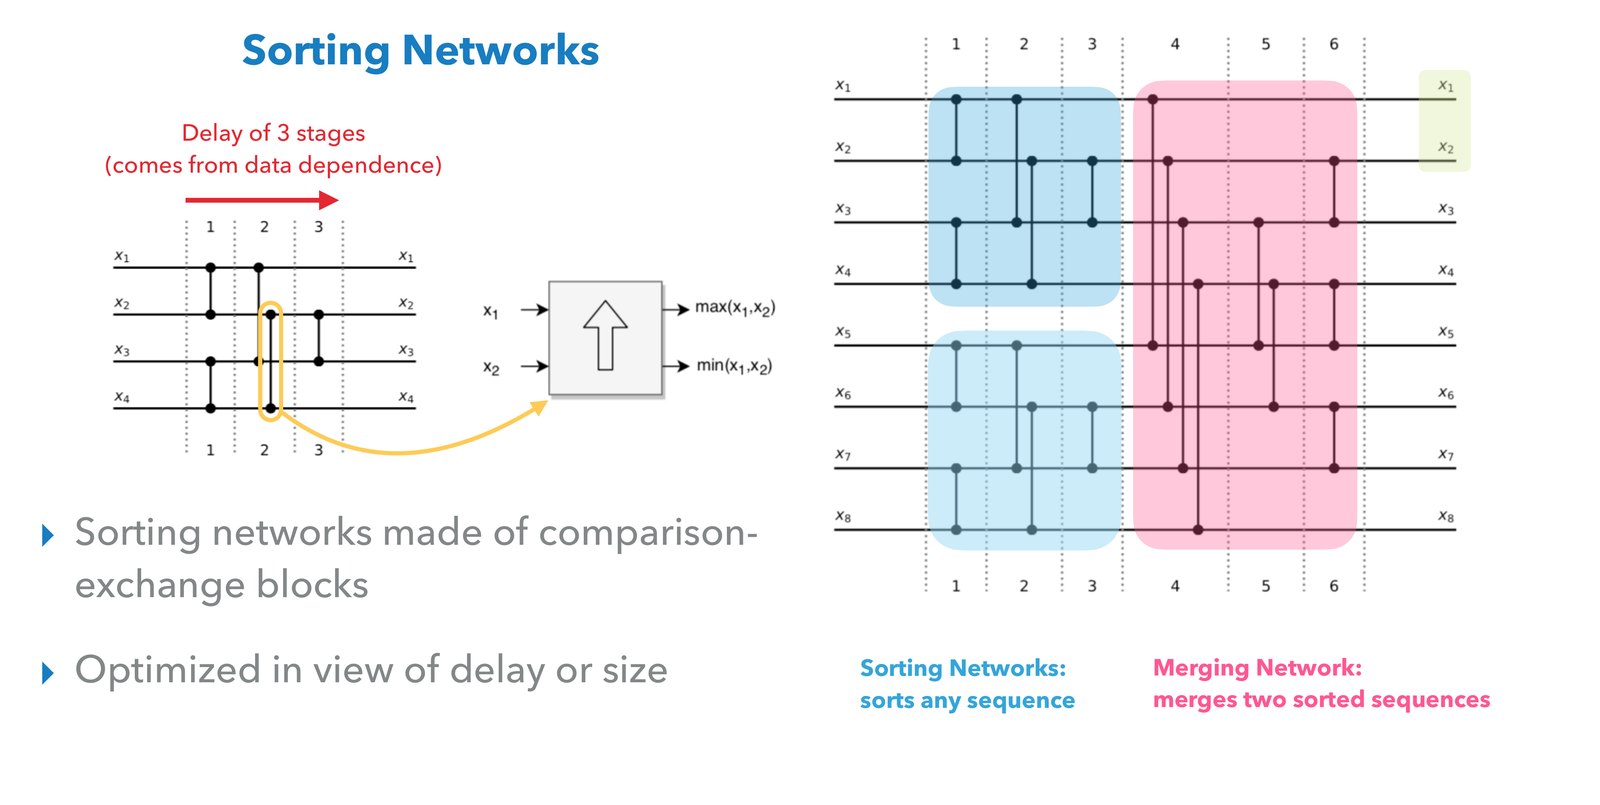 Sorting Networks
Delay of 3 stages
(comes from data dependence)
1 2 3
x1 x1
x2 x2
x3 x3
x4 x4
1 2 3
x1 max(x1,x2)
x2 min(x1,x2)
▸ Sorting networks made of comparison-
exchange blocks
▸ Optimized in view of delay or size
1 2 3 4 5 6
x1 x1
x2 x2
x3 x3
x4 x4
x5 x5
x6 x6
x7 x7
x8 x8
1 2 3 4 5 6
Sorting Networks:
sorts any sequence
Merging Network:
merges two sorted sequences